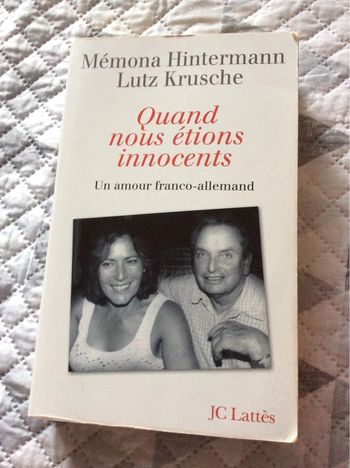 Mémona Hintermann
Lutz Krusche
Quand
nous étions
innocents
Un amour franco-allemand
JC Lattès